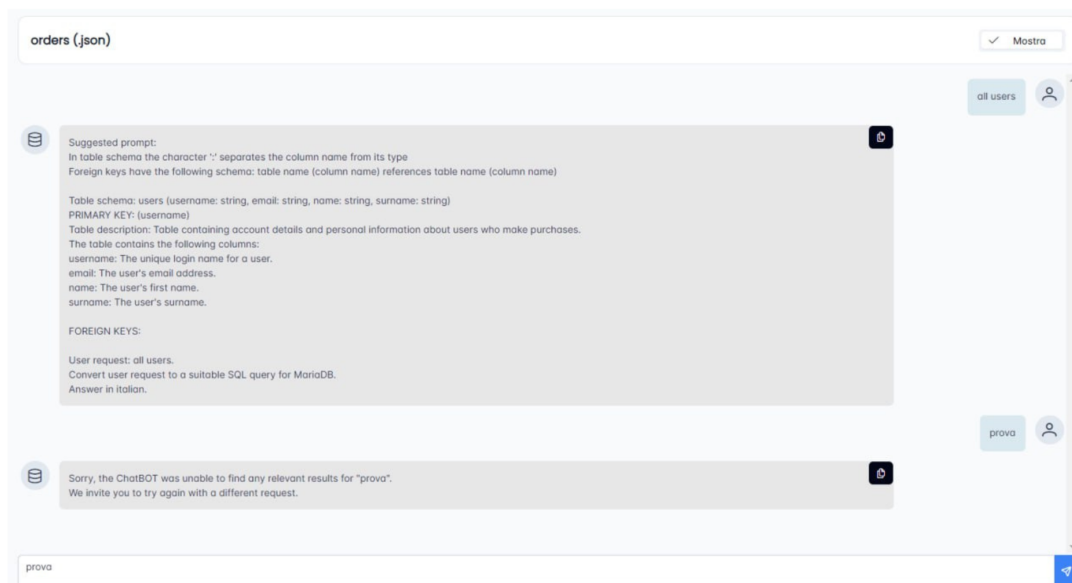 orders (.json)
Mostra
all users
Suggested prompt:
In table schema the character ':' separates the column name from its type
Foreign keys have the following schema: table name (column name) references table name (column name)
Table schema: users (username: string, email: string, name: string, surname: string)
PRIMARY KEY: (username)
Table description: Table containing account details and personal information about users who make purchases.
The table contains the following columns:
username: The unique login name for a user.
email: The user's email address.
name: The user's first name.
surname: The user's surname.
FOREIGN KEYS:
User request: all users.
Convert user request to a suitable SQL query for MariaDB.
Answer in italian.
prova
Sorry, the ChatBOT was unable to find any relevant results for "prova".
We invite you to try again with a different request.
prova